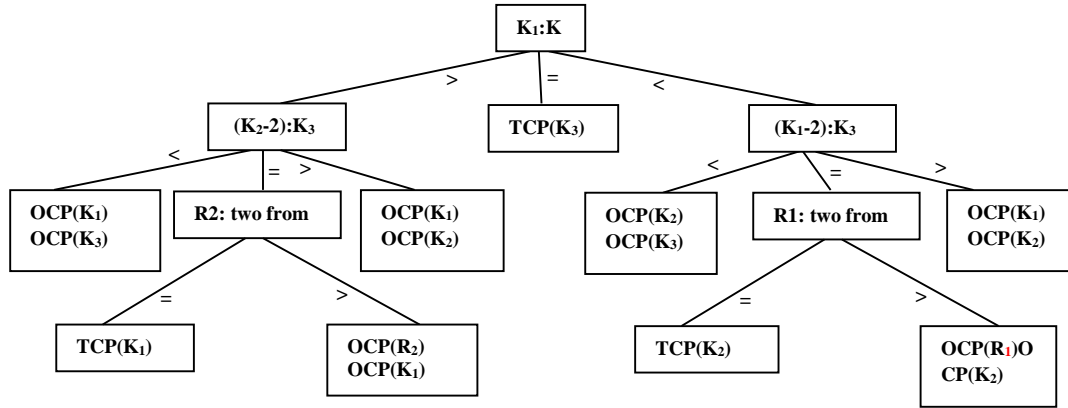 K₁:K
> = <
(K₂-2):K₃ TCP(K₃) (K₁-2):K₃
< = > < = >
OCP(K₁)
OCP(K₃)
R2: two from
OCP(K₁)
OCP(K₂)
OCP(K₂)
OCP(K₃)
R1: two from
OCP(K₁)
OCP(K₂)
= > = >
TCP(K₁)
OCP(R₂)
OCP(K₁)
TCP(K₂)
OCP(R₁)O
CP(K₂)